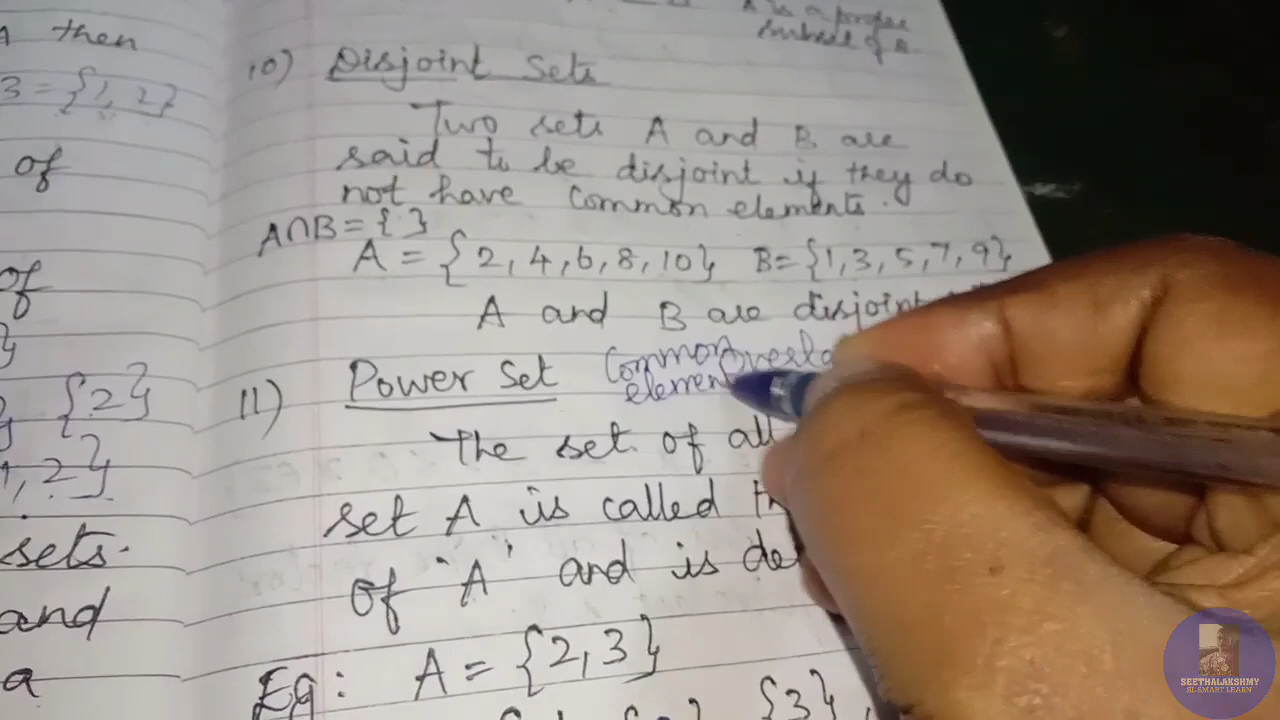 A then
3 = {1, 2}
of
of
{2}
1, 2}
sets.
and
a
A is a proper
subset of B.
10) Disjoint Sets
Two sets A and B are
said to be disjoint if they do
not have common elements.
A∩B = { }
A = {2, 4, 6, 8, 10} B = {1, 3, 5, 7, 9}
A and B are disjoint
11) Power Set Common
element
The set of all
set A is called
of 'A' and is
Eg: A = {2, 3}
{3},
SEETHALAKSHMY
SL SMART LEARN